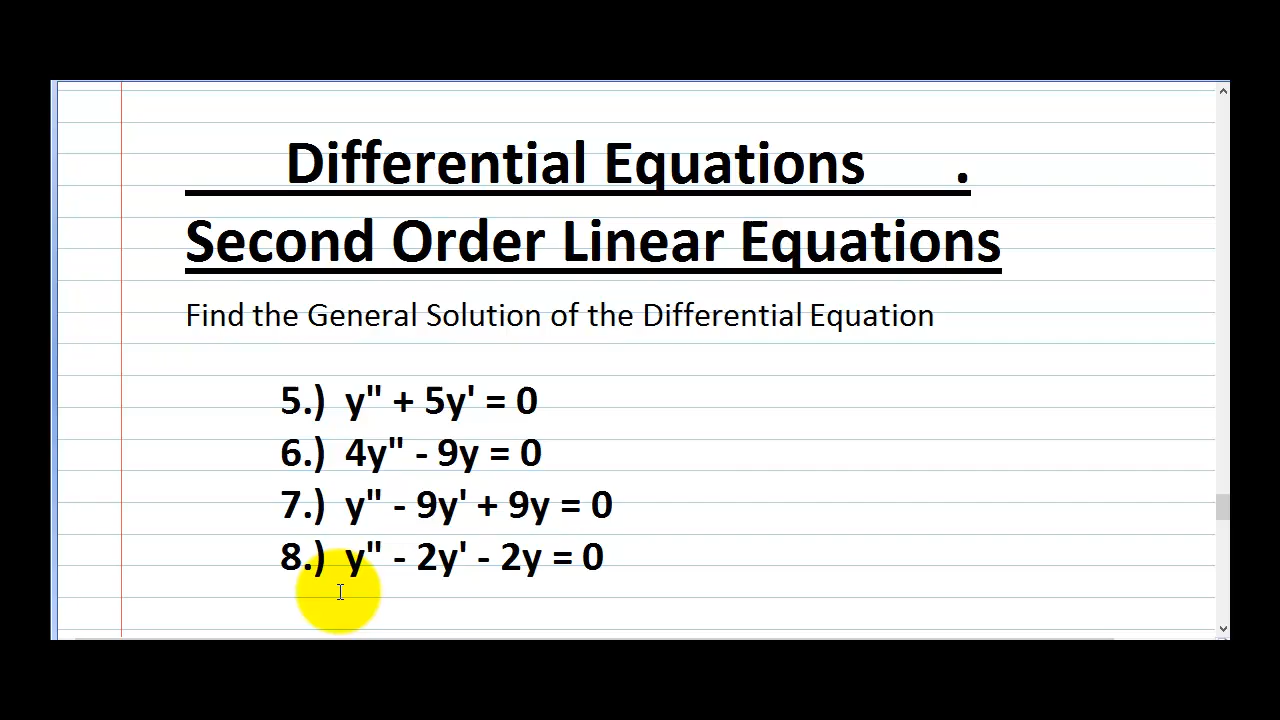 Differential Equations .
Second Order Linear Equations
Find the General Solution of the Differential Equation
5.) y" + 5y' = 0
6.) 4y" - 9y = 0
7.) y" - 9y' + 9y = 0
8.) y" - 2y' - 2y = 0